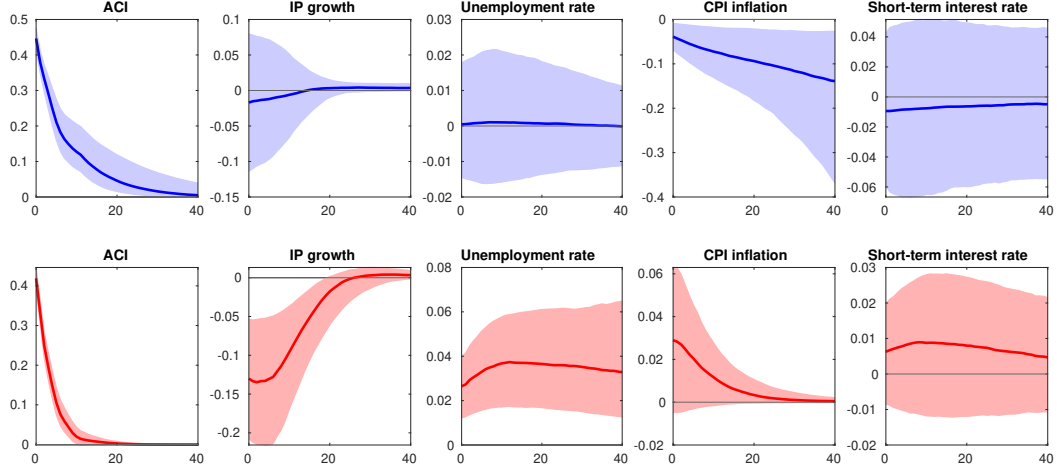 ACI IP growth Unemployment rate CPI inflation Short-term interest rate
0.5 0.1 0.03 0 0.04
0.4 0.05 0.02 -0.1 0.02
0.3 0 0.01 -0.2 0
0.2 -0.05 0 -0.3 -0.02
0.1 -0.1 -0.01 -0.4 -0.04
0 -0.15 -0.02 -0.06
0 20 40 0 20 40 0 20 40 0 20 40 0 20 40
ACI IP growth Unemployment rate CPI inflation Short-term interest rate
0.4 0 0.08 0.06 0.03
0.3 -0.05 0.06 0.04 0.02
0.2 -0.1 0.04 0.02 0.01
0.1 -0.15 0.02 0 0
0 -0.2 0 -0.02 -0.01
-0.02
0 20 40 0 20 40 0 20 40 0 20 40 0 20 40